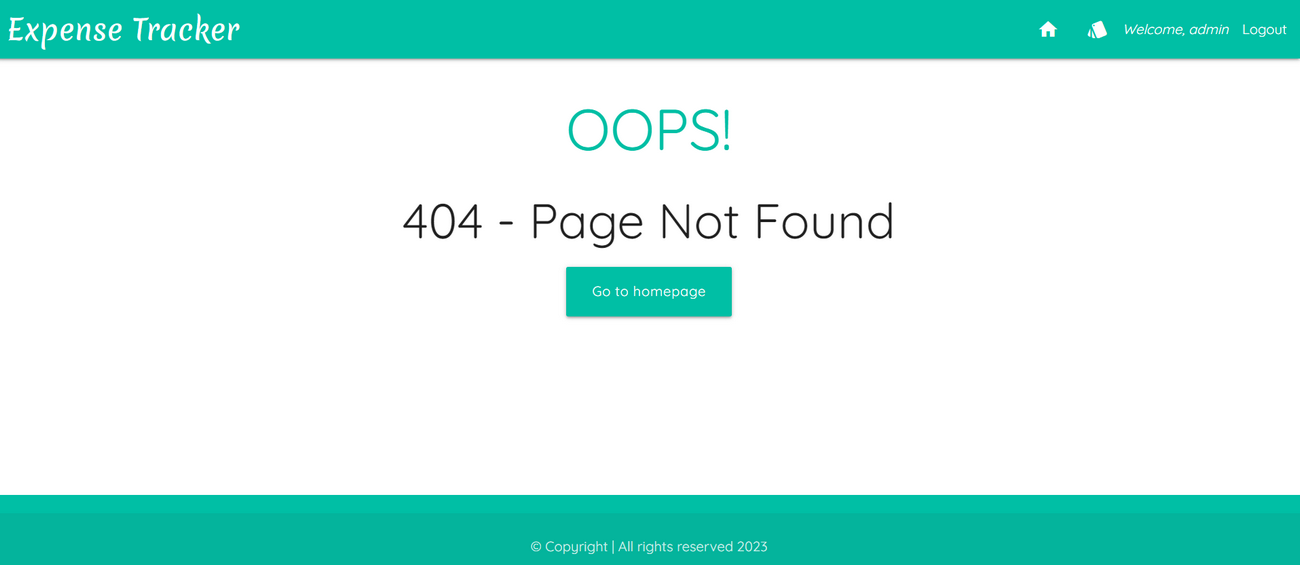 Expense Tracker Welcome, admin Logout
OOPS!
404 - Page Not Found
Go to homepage
© Copyright | All rights reserved 2023